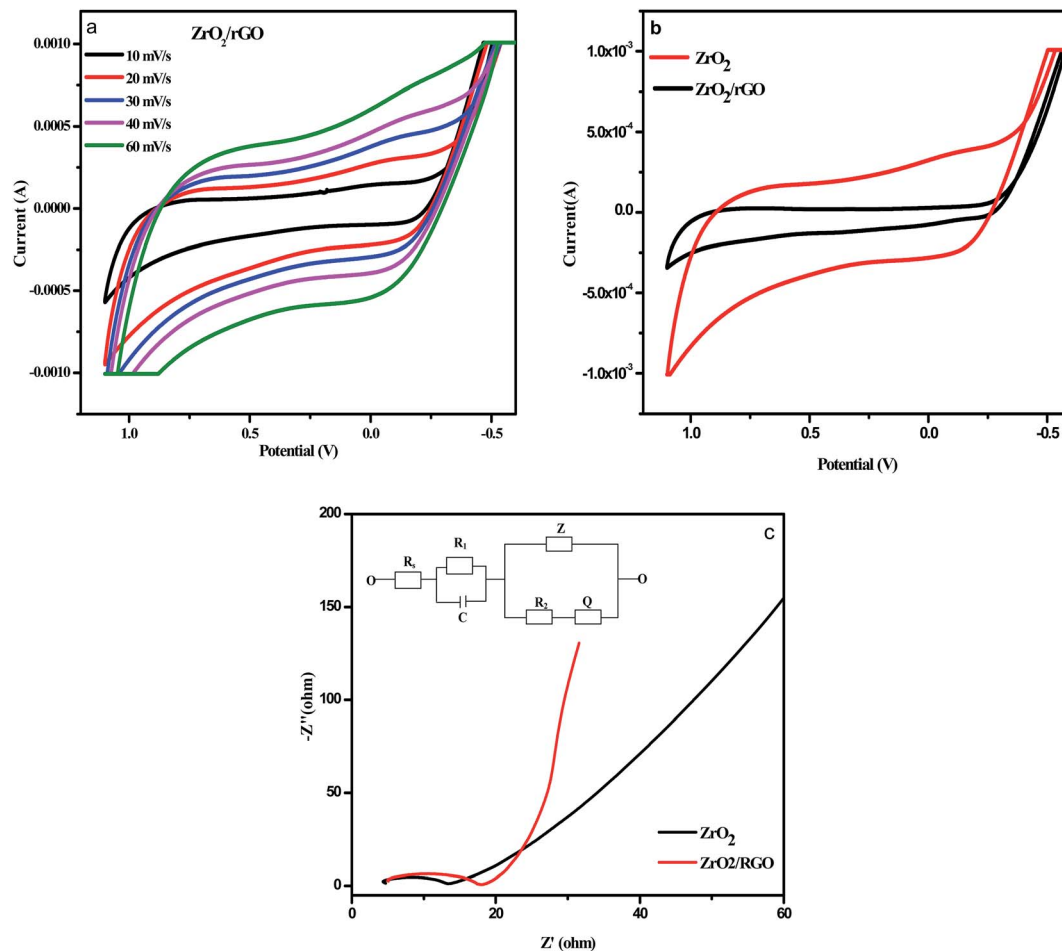 a
ZrO2/rGO
10 mV/s
20 mV/s
30 mV/s
40 mV/s
60 mV/s
0.0010
0.0005
0.0000
-0.0005
-0.0010
Current (A)
1.0 0.5 0.0 -0.5
Potential (V)
b
ZrO2
ZrO2/rGO
1.0x10-3
5.0x10-4
0.0
-5.0x10-4
-1.0x10-3
Current(A)
1.0 0.5 0.0 -0.5
Potential (V)
c
Z
Rs
R1
C
R2
Q
O
O
200
150
100
50
0
-Z''(ohm)
ZrO2
ZrO2/RGO
0 20 40 60
Z' (ohm)